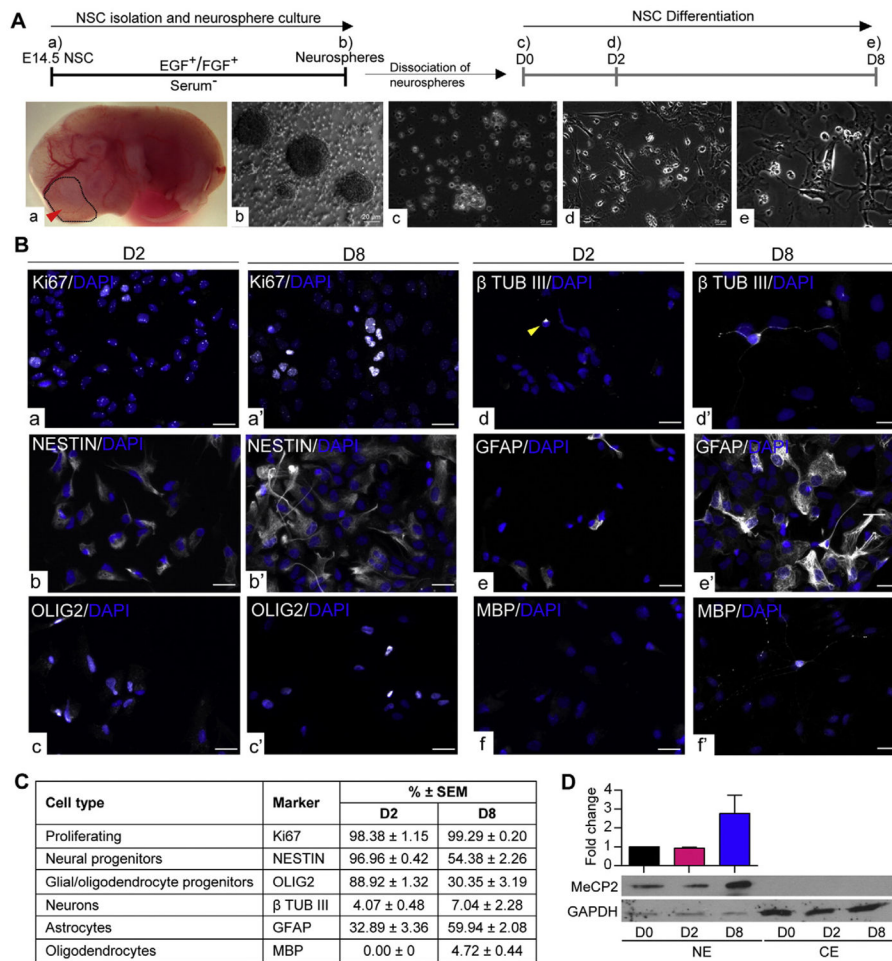 A
NSC isolation and neurosphere culture
NSC Differentiation
a)
b)
c)
d)
e)
E14.5 NSC
EGF⁺/FGF⁺
Neurospheres
D0
D2
D8
Serum⁻
Dissociation of
neurospheres
a
b
20 μm
c
20 μm
d
20 μm
e
B
D2
D8
D2
D8
Ki67/DAPI
Ki67/DAPI
β TUB III/DAPI
β TUB III/DAPI
a
a'
d
d'
NESTIN/DAPI
NESTIN/DAPI
GFAP/DAPI
GFAP/DAPI
b
b'
e
e'
OLIG2/DAPI
OLIG2/DAPI
MBP/DAPI
MBP/DAPI
c
c'
f
f'
C
Cell type Marker % ± SEM
D2 D8
Proliferating Ki67 98.38 ± 1.15 99.29 ± 0.20
Neural progenitors NESTIN 96.96 ± 0.42 54.38 ± 2.26
Glial/oligodendrocyte progenitors OLIG2 88.92 ± 1.32 30.35 ± 3.19
Neurons β TUB III 4.07 ± 0.48 7.04 ± 2.28
Astrocytes GFAP 32.89 ± 3.36 59.94 ± 2.08
Oligodendrocytes MBP 0.00 ± 0 4.72 ± 0.44
D
Fold change
4
3
2
1
0
MeCP2
GAPDH
D0 D2 D8 D0 D2 D8
NE CE